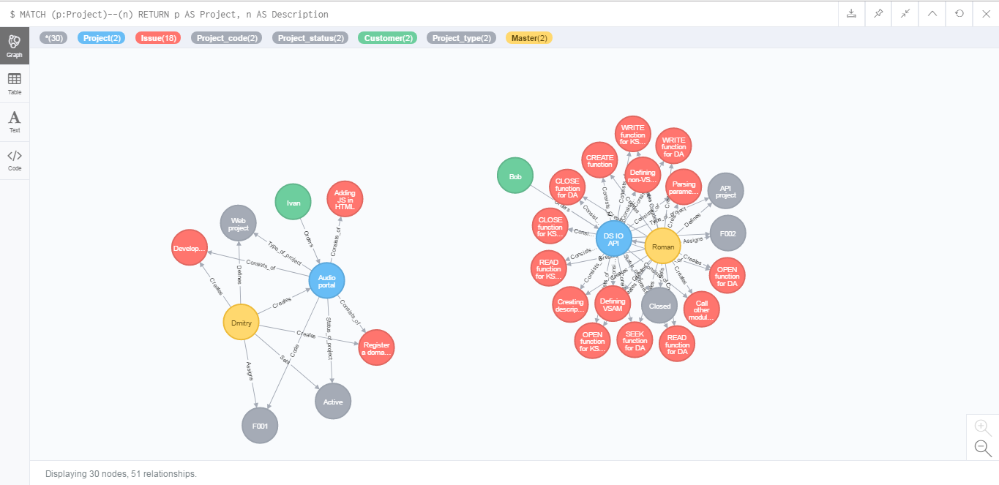 $ MATCH (p:Project)--(n) RETURN p AS Project, n AS Description
*(30) Project(2) Issue(18) Project_code(2) Project_status(2) Customer(2) Project_type(2) Master(2)
Graph
Table
Text
Code
Ivan
Adding
JS in
HTML
Web
project
Develop...
Audio
portal
Dmitry
Register
a doma...
Active
F001
Orders
Consists_of
Type_of_project
Consists_of
Creates
Defines
Creates
Consists_of
Creates
Status_of_project
Code
Sets
Assigns
Bob
WRITE
function
for KS...
WRITE
function
for DA
CREATE
function
Defining
non-VS...
CLOSE
function
for DA
Parsing
parame...
API
project
CLOSE
function
for KS...
DS IO
API
Roman
F002
READ
function
for KS...
OPEN
function
for DA
Creating
descrip...
Defining
VSAM
Closed
Call
other
modul...
OPEN
function
for KS...
SEEK
function
for DA
READ
function
for DA
Orders
Type_of_project
Defines
Assigns
Creates
Creates
Displaying 30 nodes, 51 relationships.